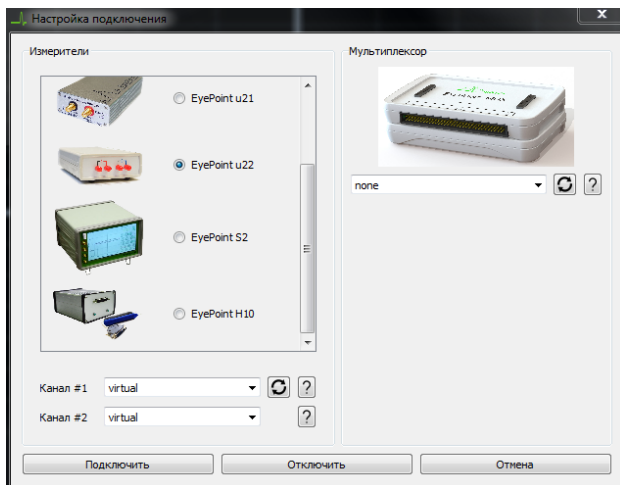 Настройка подключения
x
Измерители
EyePoint u21
EyePoint u22
EyePoint S2
EyePoint H10
Канал #1 virtual ?
Канал #2 virtual ?
Мультиплексор
none ?
Подключить Отключить Отмена